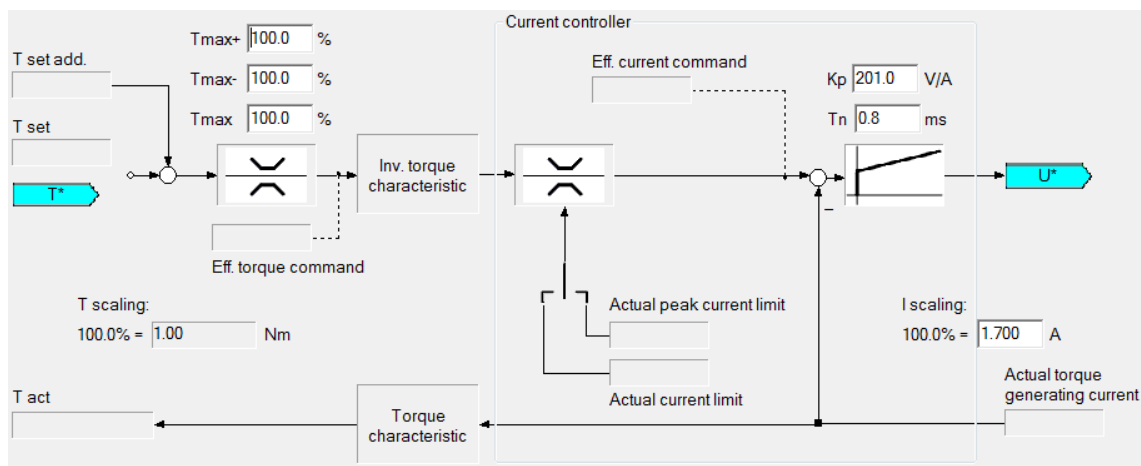 Current controller
Tmax+ 100.0 %
T set add.
Eff. current command
Tmax- 100.0 %
Kp 201.0 V/A
Tmax 100.0 %
Tn 0.8 ms
T set
Inv. torque
characteristic
T*
U*
–
Eff. torque command
T scaling:
100.0% = 1.00 Nm
Actual peak current limit
I scaling:
100.0% = 1.700 A
Actual current limit
Actual torque
generating current
T act
Torque
characteristic